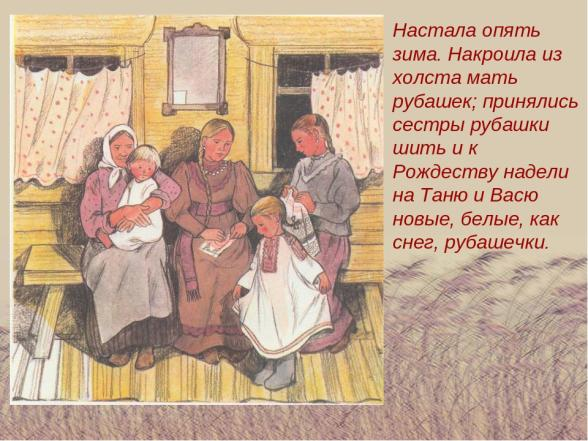 Настала опять
зима. Накроила из
холста мать
рубашек; принялись
сестры рубашки
шить и к
Рождеству надели
на Таню и Васю
новые, белые, как
снег, рубашечки.